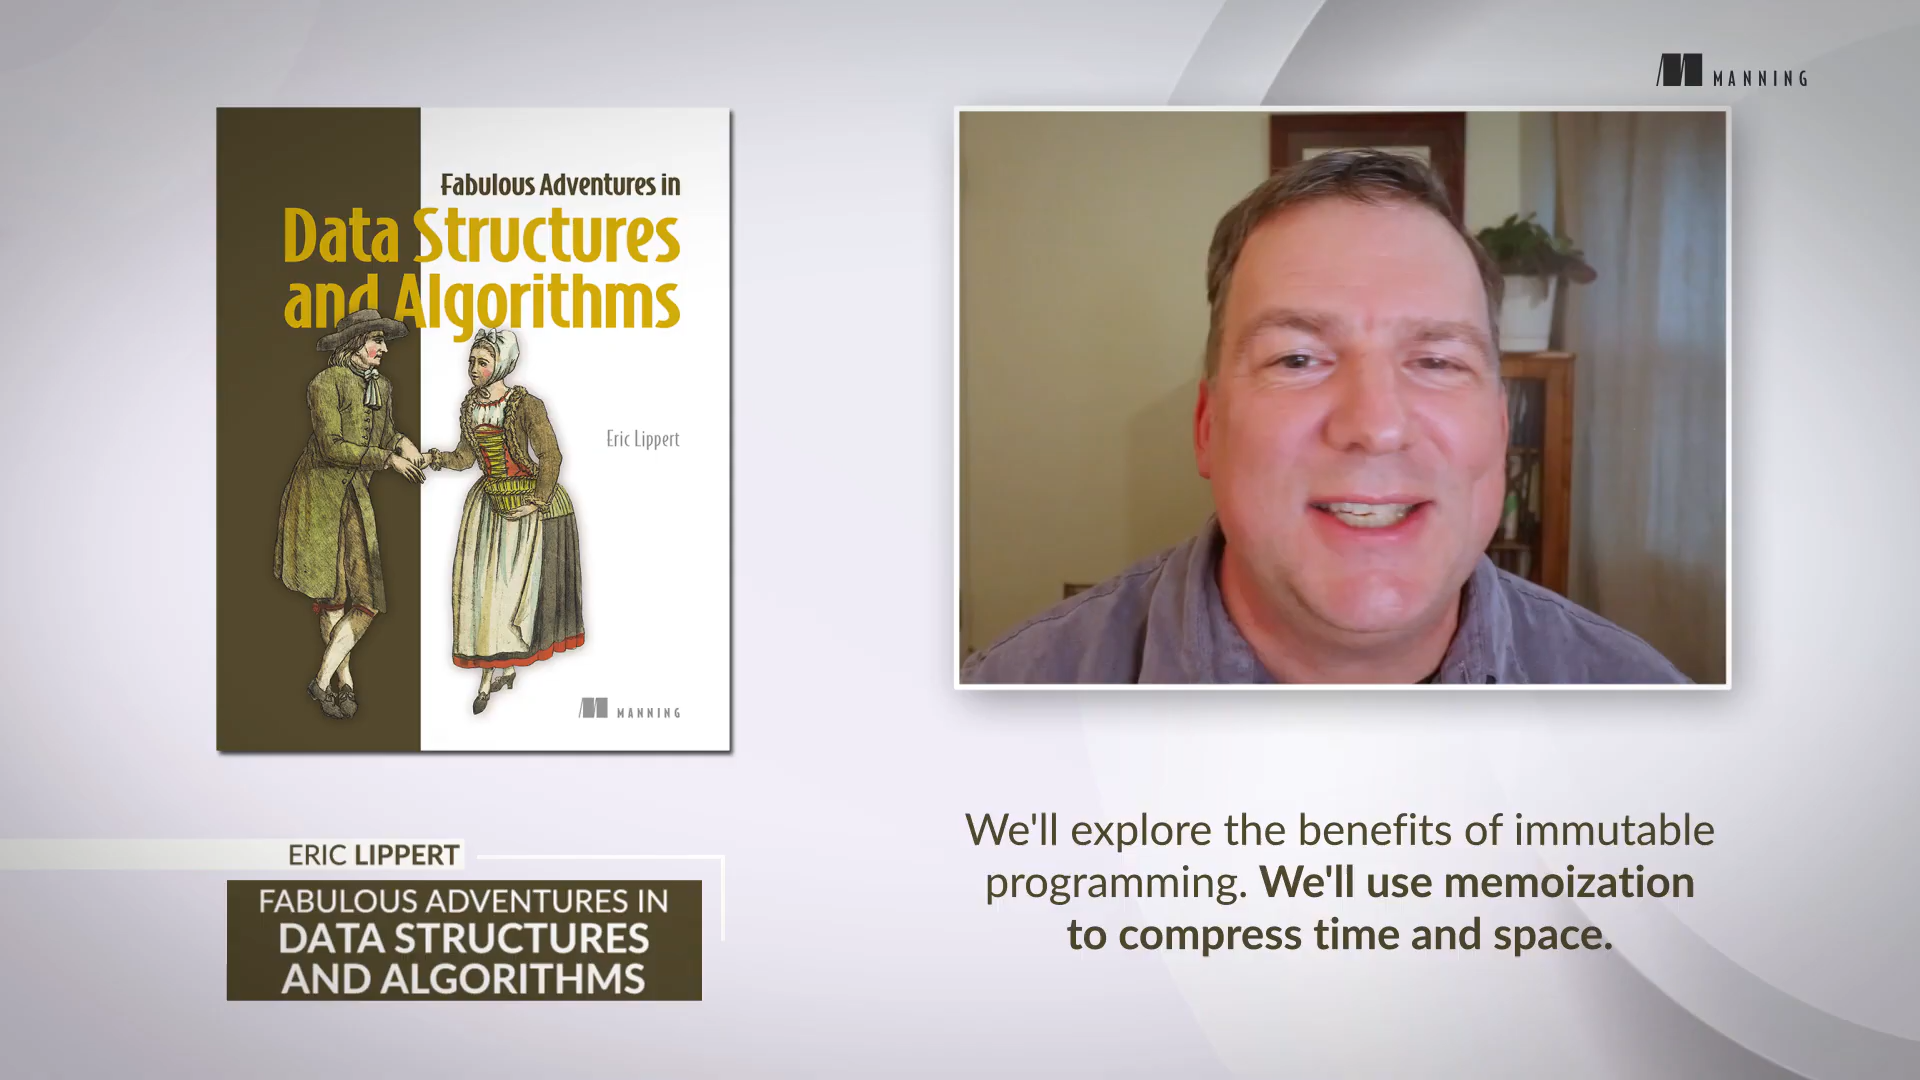 MANNING
Fabulous Adventures in
Data Structures
and Algorithms
Eric Lippert
MANNING
ERIC LIPPERT
FABULOUS ADVENTURES IN
DATA STRUCTURES
AND ALGORITHMS
We'll explore the benefits of immutable
programming. We'll use memoization
to compress time and space.